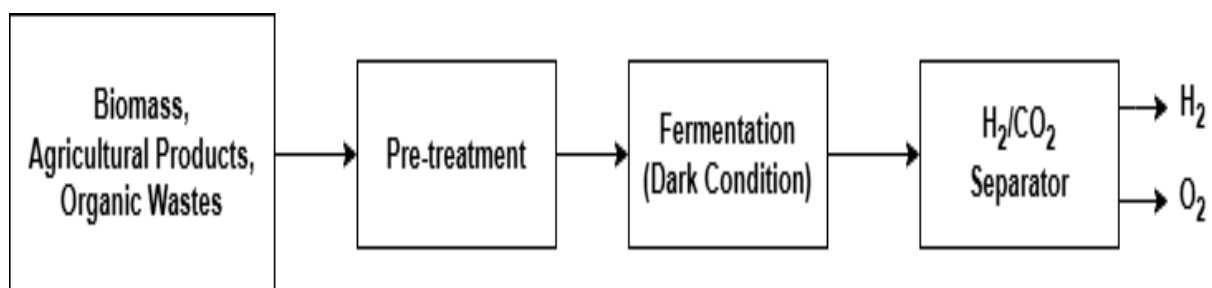 Biomass,
Agricultural Products,
Organic Wastes
Pre-treatment
Fermentation
(Dark Condition)
H₂/CO₂
Separator
H₂
O₂